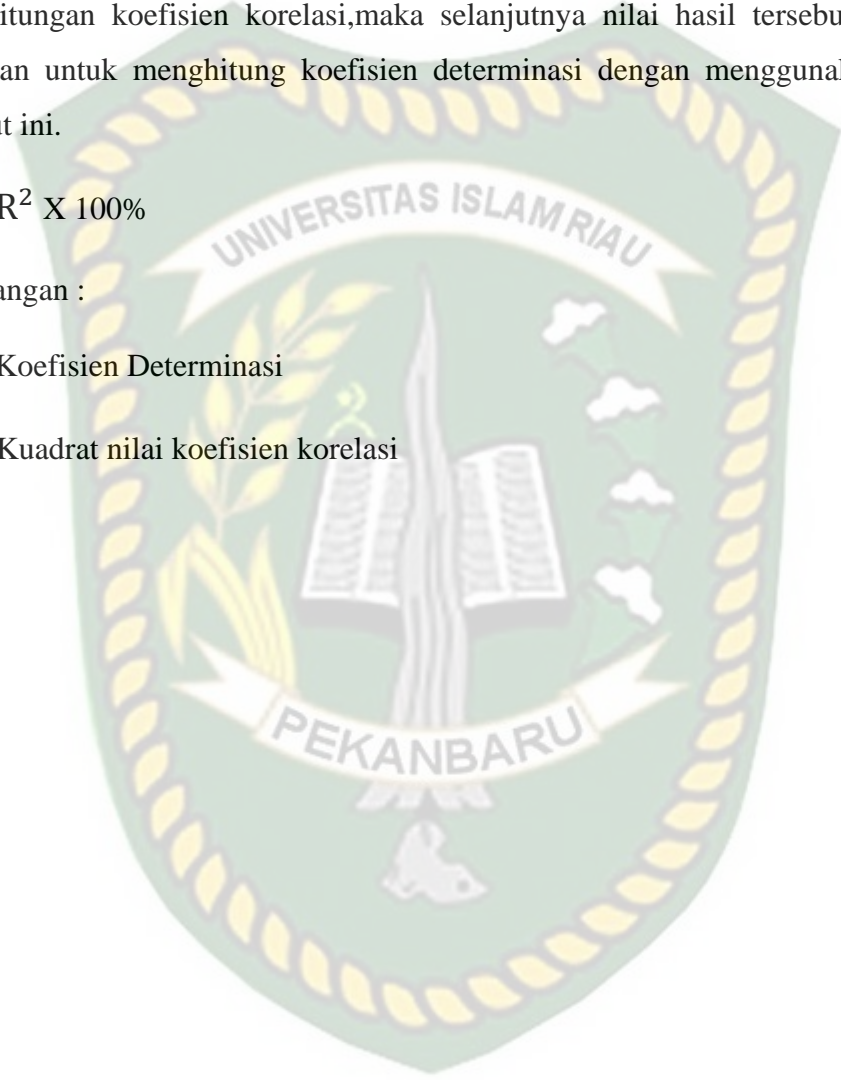 itungan koefisien korelasi,maka selanjutnya nilai hasil tersebu
an untuk menghitung koefisien determinasi dengan menggunal
ut ini.
R² X 100%
angan :
Koefisien Determinasi
Kuadrat nilai koefisien korelasi
UNIVERSITAS ISLAM RIAU
PEKANBARU